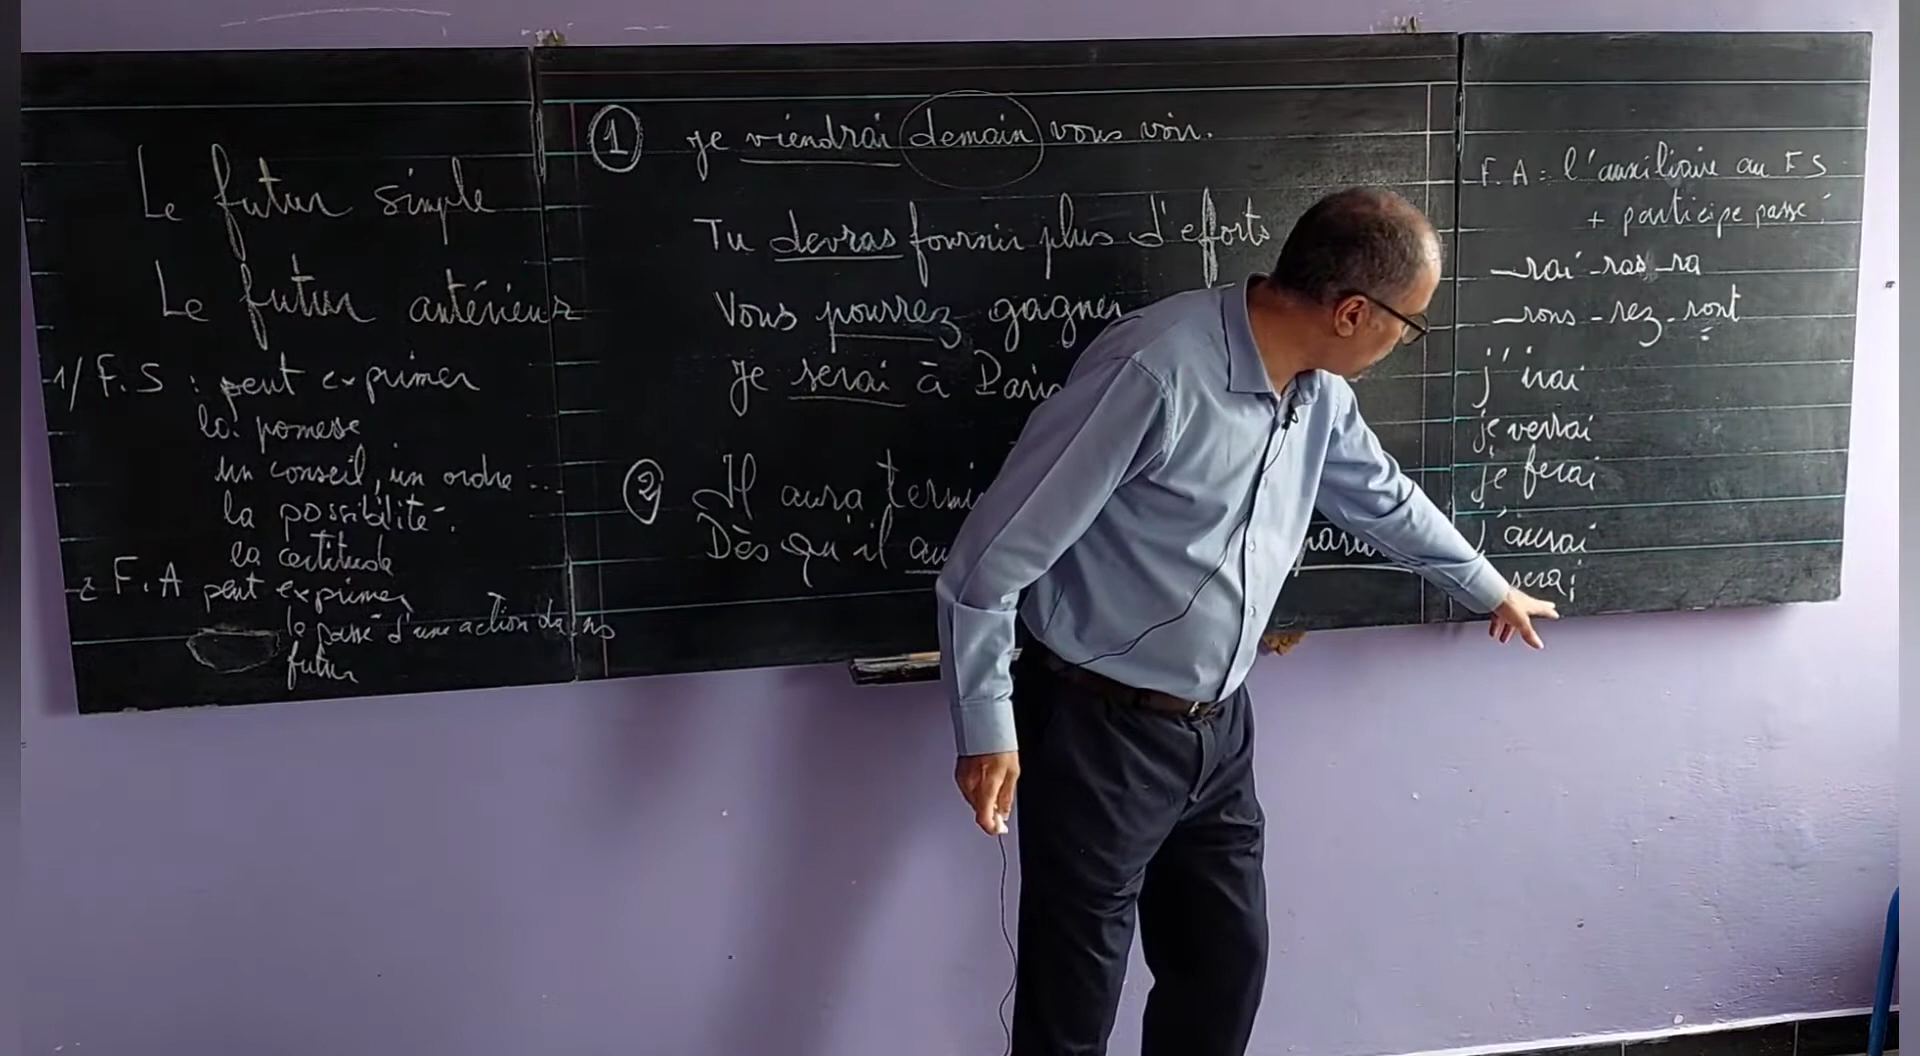 Le futur simple
Le futur antérieur
1/ F.S : peut exprimer
la pomesse
un conseil, un ordre ...
la possibilité.
la certitude
2 F.A peut exprimer
le passé d'une action dans
futur
1 Je viendrai demain vous voir.
Tu devras fournir plus d'efforts
Vous pourrez gagner
Je serai à Paris
2 Il aura
Dès qu'il
F.A = l'auxiliaire au FS
+ participe passé
-rai -ras -ra
-rons -rez -ront
j'irai
je verrai
je ferai
j'aurai
serai